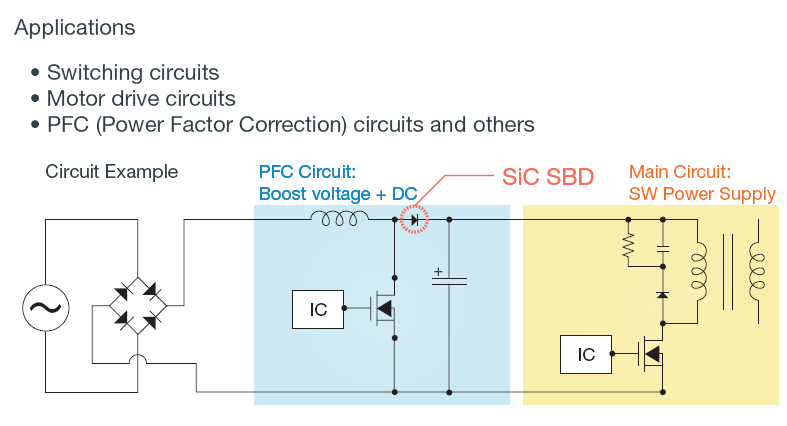 Applications
• Switching circuits
• Motor drive circuits
• PFC (Power Factor Correction) circuits and others
Circuit Example
PFC Circuit:
Boost voltage + DC
SiC SBD
Main Circuit:
SW Power Supply
+
IC
IC